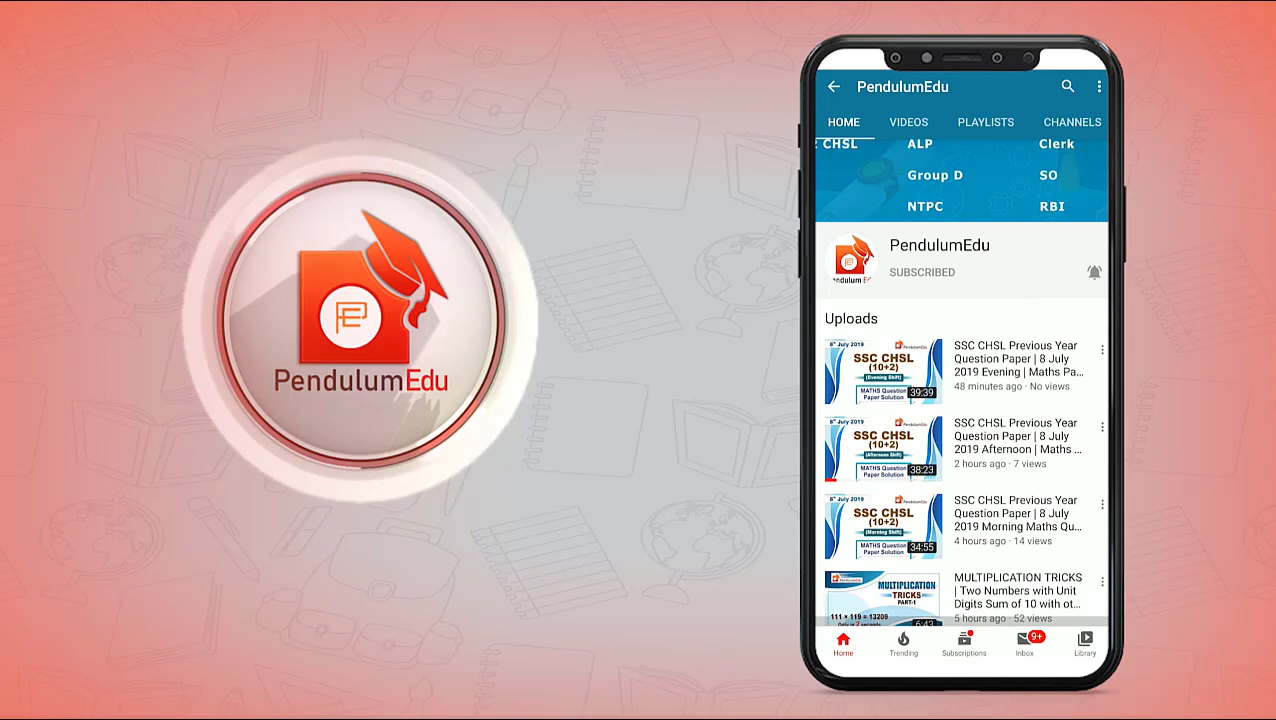 PE
PendulumEdu
PendulumEdu
HOME VIDEOS PLAYLISTS CHANNELS
CHSL ALP Clerk
Group D SO
NTPC RBI
PendulumEdu
SUBSCRIBED
Uploads
8th July 2019
PendulumEdu
SSC CHSL
(10+2)
(Evening Shift)
MATHS Question
Paper Solution
39:39
SSC CHSL Previous Year
Question Paper | 8 July
2019 Evening | Maths Pa...
48 minutes ago · No views
8th July 2019
PendulumEdu
SSC CHSL
(10+2)
(Afternoon Shift)
MATHS Question
Paper Solution
38:23
SSC CHSL Previous Year
Question Paper | 8 July
2019 Afternoon | Maths ...
2 hours ago · 7 views
8th July 2019
PendulumEdu
SSC CHSL
(10+2)
(Morning Shift)
MATHS Question
Paper Solution
34:55
SSC CHSL Previous Year
Question Paper | 8 July
2019 Morning Maths Qu...
4 hours ago · 14 views
MULTIPLICATION
TRICKS
PART-1
111 × 119 = 13209
6:43
MULTIPLICATION TRICKS
| Two Numbers with Unit
Digits Sum of 10 with ot...
5 hours ago · 52 views
9+
Home Trending Subscriptions Inbox Library